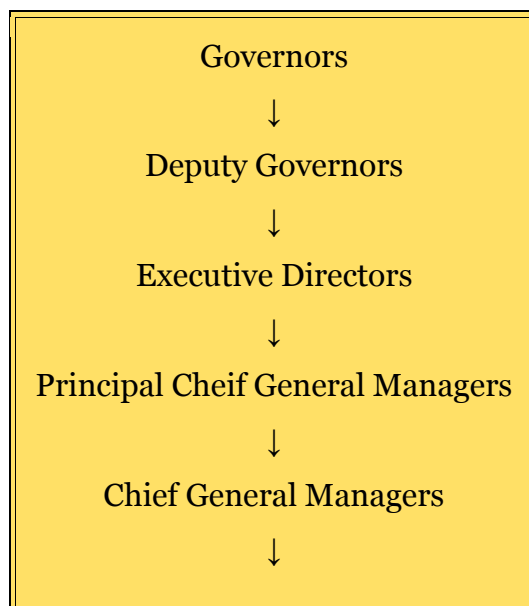 Governors
↓
Deputy Governors
↓
Executive Directors
↓
Principal Cheif General Managers
↓
Chief General Managers
↓